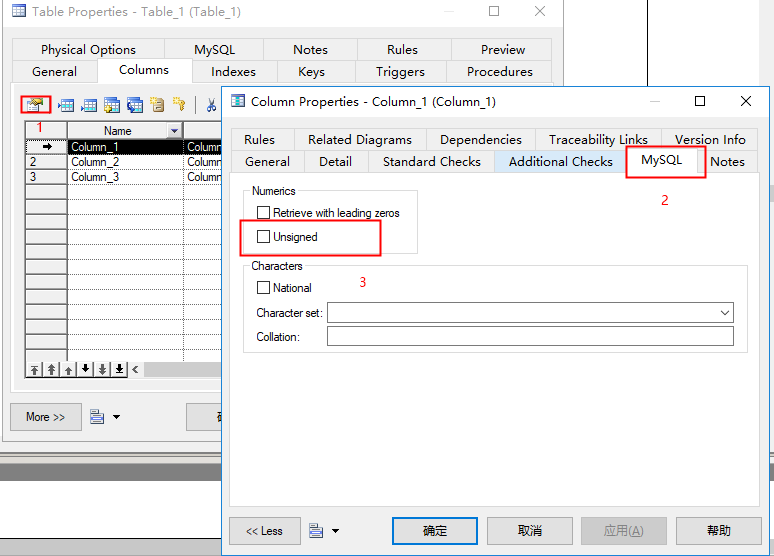 Table Properties - Table_1 (Table_1)
Physical Options MySQL Notes Rules Preview
General Columns Indexes Keys Triggers Procedures
1
Name
Column_1 Column
Column_2 Column
2
Column_3 Column
3
More >>
Column Properties - Column_1 (Column_1)
Rules Related Diagrams Dependencies Traceability Links Version Info
General Detail Standard Checks Additional Checks MySQL Notes
2
Numerics
Retrieve with leading zeros
Unsigned
Characters
3
National
Character set:
Collation:
<< Less 确定 取消 应用(A) 帮助